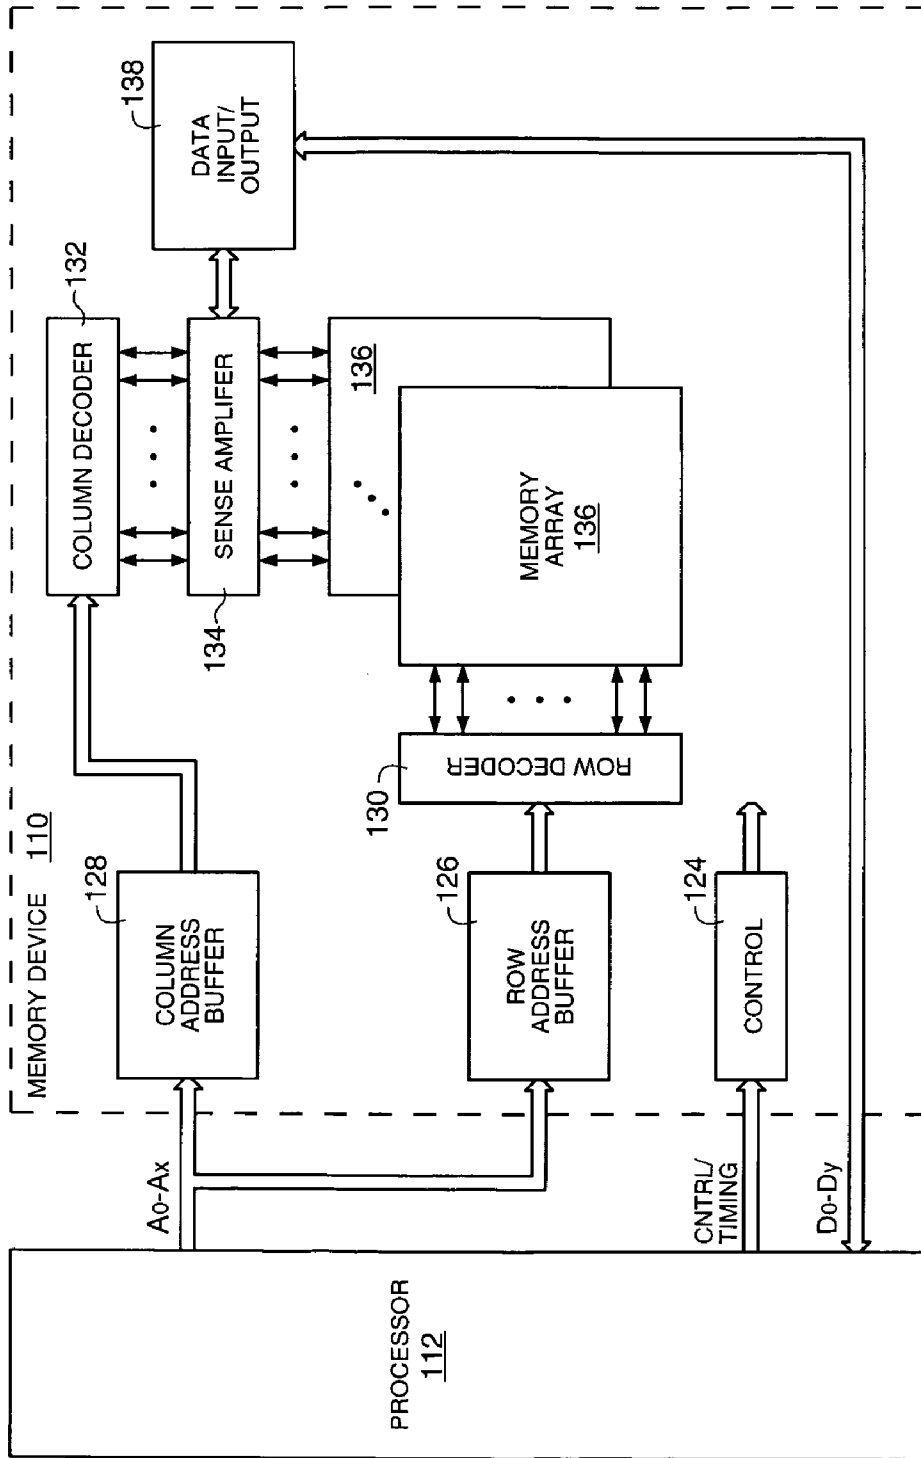 PROCESSOR
112
A0-Ax
CNTRL/
TIMING
D0-Dy
MEMORY DEVICE 110
COLUMN
ADDRESS
BUFFER
128
ROW
ADDRESS
BUFFER
126
CONTROL
124
ROW DECODER
130
COLUMN DECODER
132
SENSE AMPLIFER
134
136
MEMORY
ARRAY
136
DATA
INPUT/
OUTPUT
138